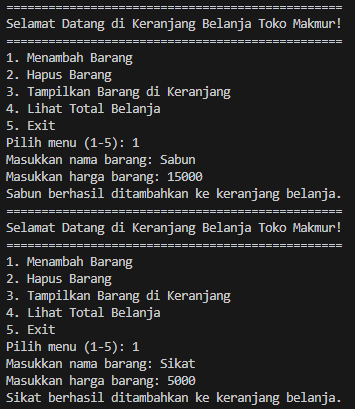 ================================================
Selamat Datang di Keranjang Belanja Toko Makmur!
================================================
1. Menambah Barang
2. Hapus Barang
3. Tampilkan Barang di Keranjang
4. Lihat Total Belanja
5. Exit
Pilih menu (1-5): 1
Masukkan nama barang: Sabun
Masukkan harga barang: 15000
Sabun berhasil ditambahkan ke keranjang belanja.
================================================
Selamat Datang di Keranjang Belanja Toko Makmur!
================================================
1. Menambah Barang
2. Hapus Barang
3. Tampilkan Barang di Keranjang
4. Lihat Total Belanja
5. Exit
Pilih menu (1-5): 1
Masukkan nama barang: Sikat
Masukkan harga barang: 5000
Sikat berhasil ditambahkan ke keranjang belanja.